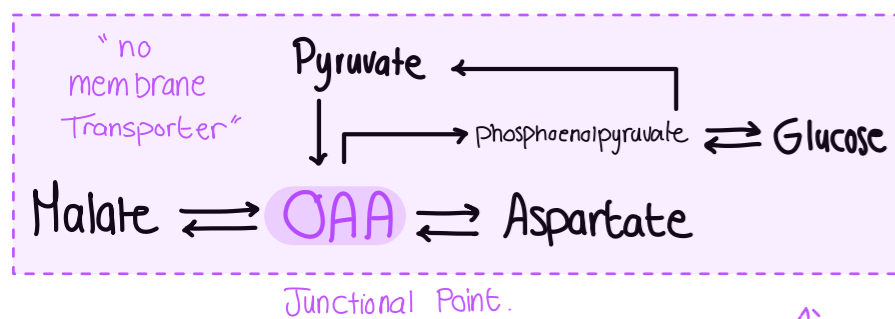 "no
membrane
Transporter"
Pyruvate
phosphoenolpyruvate
Glucose
Malate
OAA
Aspartate
Junctional Point.